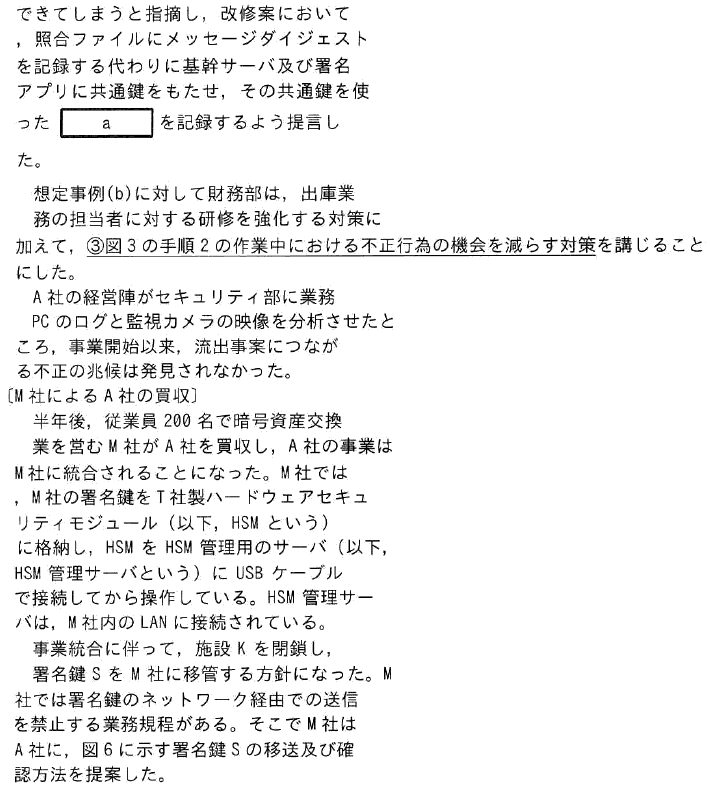 できてしまうと指摘し，改修案において
，照合ファイルにメッセージダイジェスト
を記録する代わりに基幹サーバ及び署名
アプリに共通鍵をもたせ，その共通鍵を使
った a を記録するよう提言し
た。
想定事例(b)に対して財務部は，出庫業
務の担当者に対する研修を強化する対策に
加えて，③図3の手順2の作業中における不正行為の機会を減らす対策を講じること
にした。
A社の経営陣がセキュリティ部に業務
PCのログと監視カメラの映像を分析させたと
ころ，事業開始以来，流出事案につなが
る不正の兆候は発見されなかった。
〔M社によるA社の買収〕
半年後，従業員200名で暗号資産交換
業を営むM社がA社を買収し，A社の事業は
M社に統合されることになった。M社では
，M社の署名鍵をT社製ハードウェアセキュ
リティモジュール（以下，HSMという）
に格納し，HSMをHSM管理用のサーバ（以下，
HSM管理サーバという）にUSBケーブル
で接続してから操作している。HSM管理サー
バは，M社内のLANに接続されている。
事業統合に伴って，施設Kを閉鎖し，
署名鍵SをM社に移管する方針になった。M
社では署名鍵のネットワーク経由での送信
を禁止する業務規程がある。そこでM社は
A社に，図6に示す署名鍵Sの移送及び確
認方法を提案した。